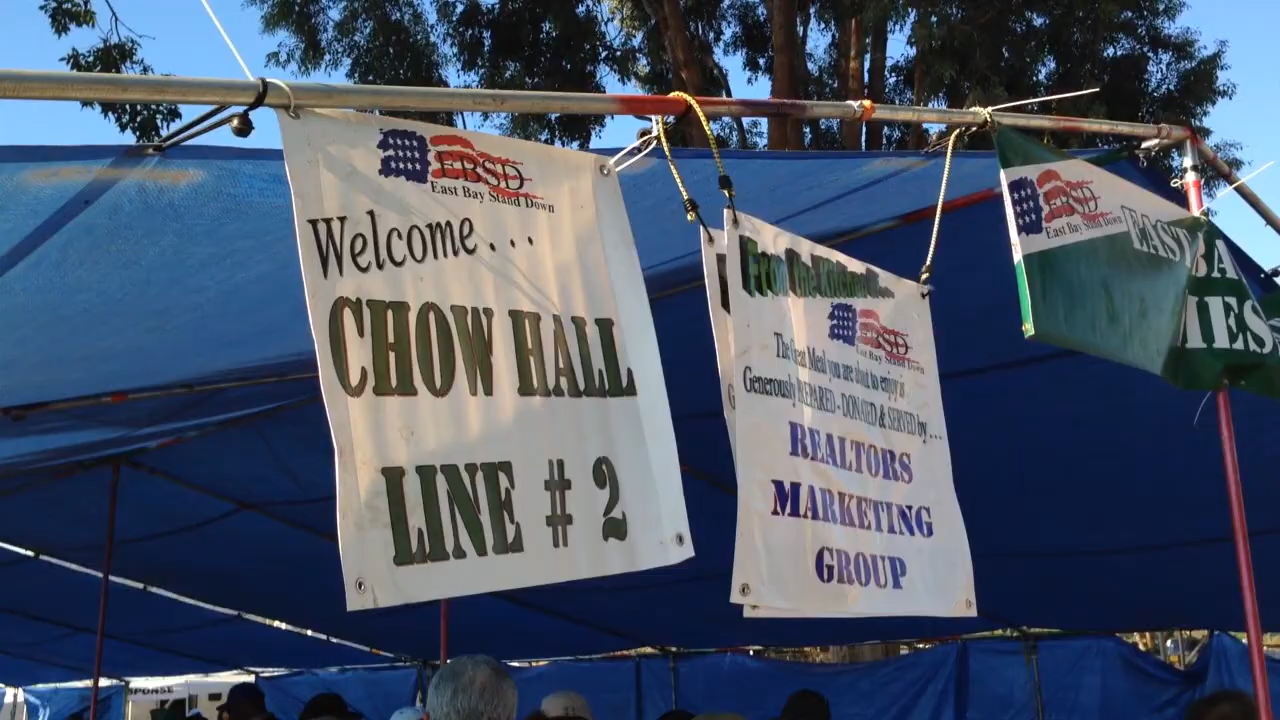 EBSD
East Bay Stand Down
Welcome...
CHOW HALL
LINE # 2
From the Kitchen of...
EBSD
East Bay Stand Down
The Great Meal you are about to enjoy is
Generously PREPARED - DONATED & SERVED by...
REALTORS
MARKETING
GROUP
EBSD
East Bay Stand Down
EAST BA
MES